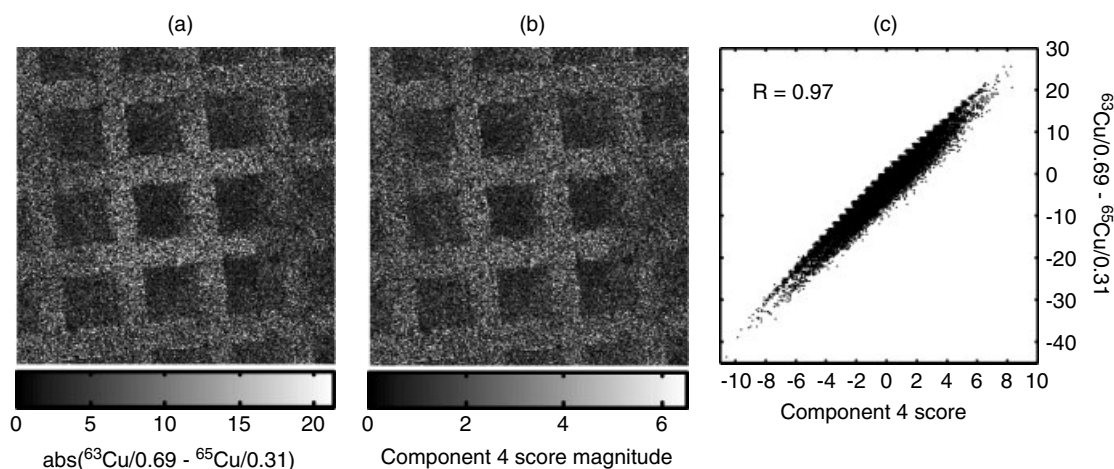 (a)
(b)
(c)
R = 0.97
30
20
10
0
-10
-20
-30
-40
⁶³Cu/0.69 - ⁶⁵Cu/0.31
-10 -8 -6 -4 -2 0 2 4 6 8 10
Component 4 score
0 5 10 15 20
abs(⁶³Cu/0.69 - ⁶⁵Cu/0.31)
0 2 4 6
Component 4 score magnitude